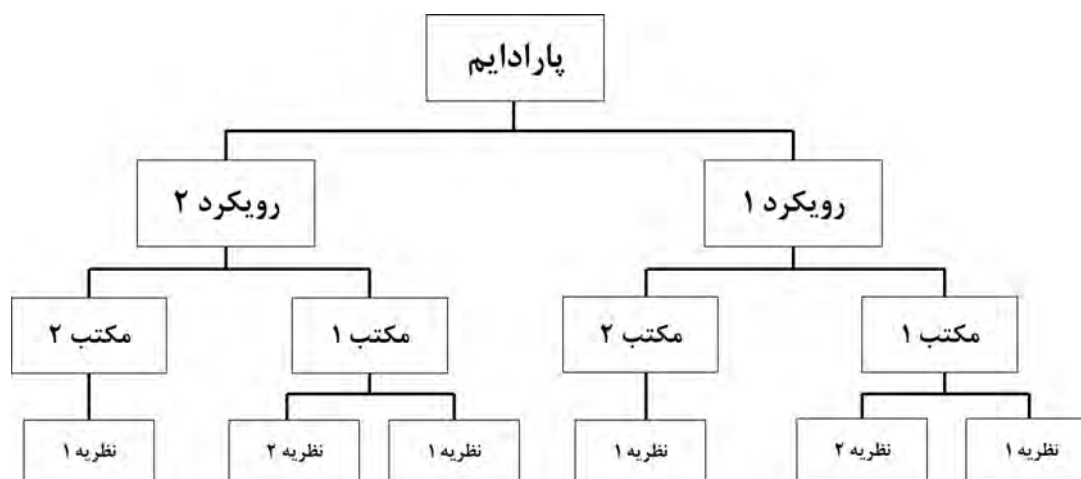 پارادایم
رویکرد ۱
رویکرد ۲
مکتب ۱
مکتب ۲
مکتب ۱
مکتب ۲
نظریه ۱
نظریه ۲
نظریه ۱
نظریه ۱
نظریه ۲
نظریه ۱